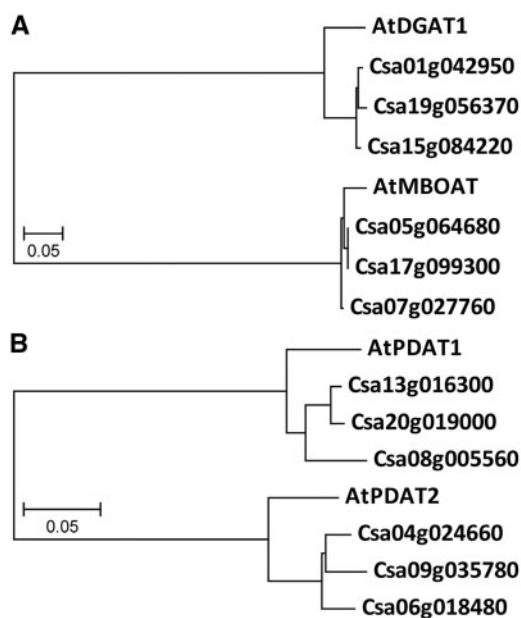 A
AtDGAT1
Csa01g042950
Csa19g056370
Csa15g084220
AtMBOAT
Csa05g064680
0.05
Csa17g099300
Csa07g027760
B
AtPDAT1
Csa13g016300
Csa20g019000
Csa08g005560
AtPDAT2
0.05
Csa04g024660
Csa09g035780
Csa06g018480